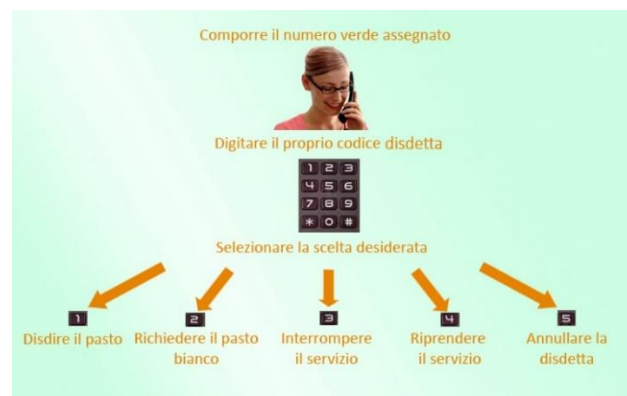 Comporre il numero verde assegnato
Digitare il proprio codice disdetta
1 2 3
4 5 6
7 8 9
* 0 #
Selezionare la scelta desiderata
1 2 3 4 5
Disdire il pasto Richiedere il pasto Interrompere Riprendere Annullare la
bianco il servizio il servizio disdetta